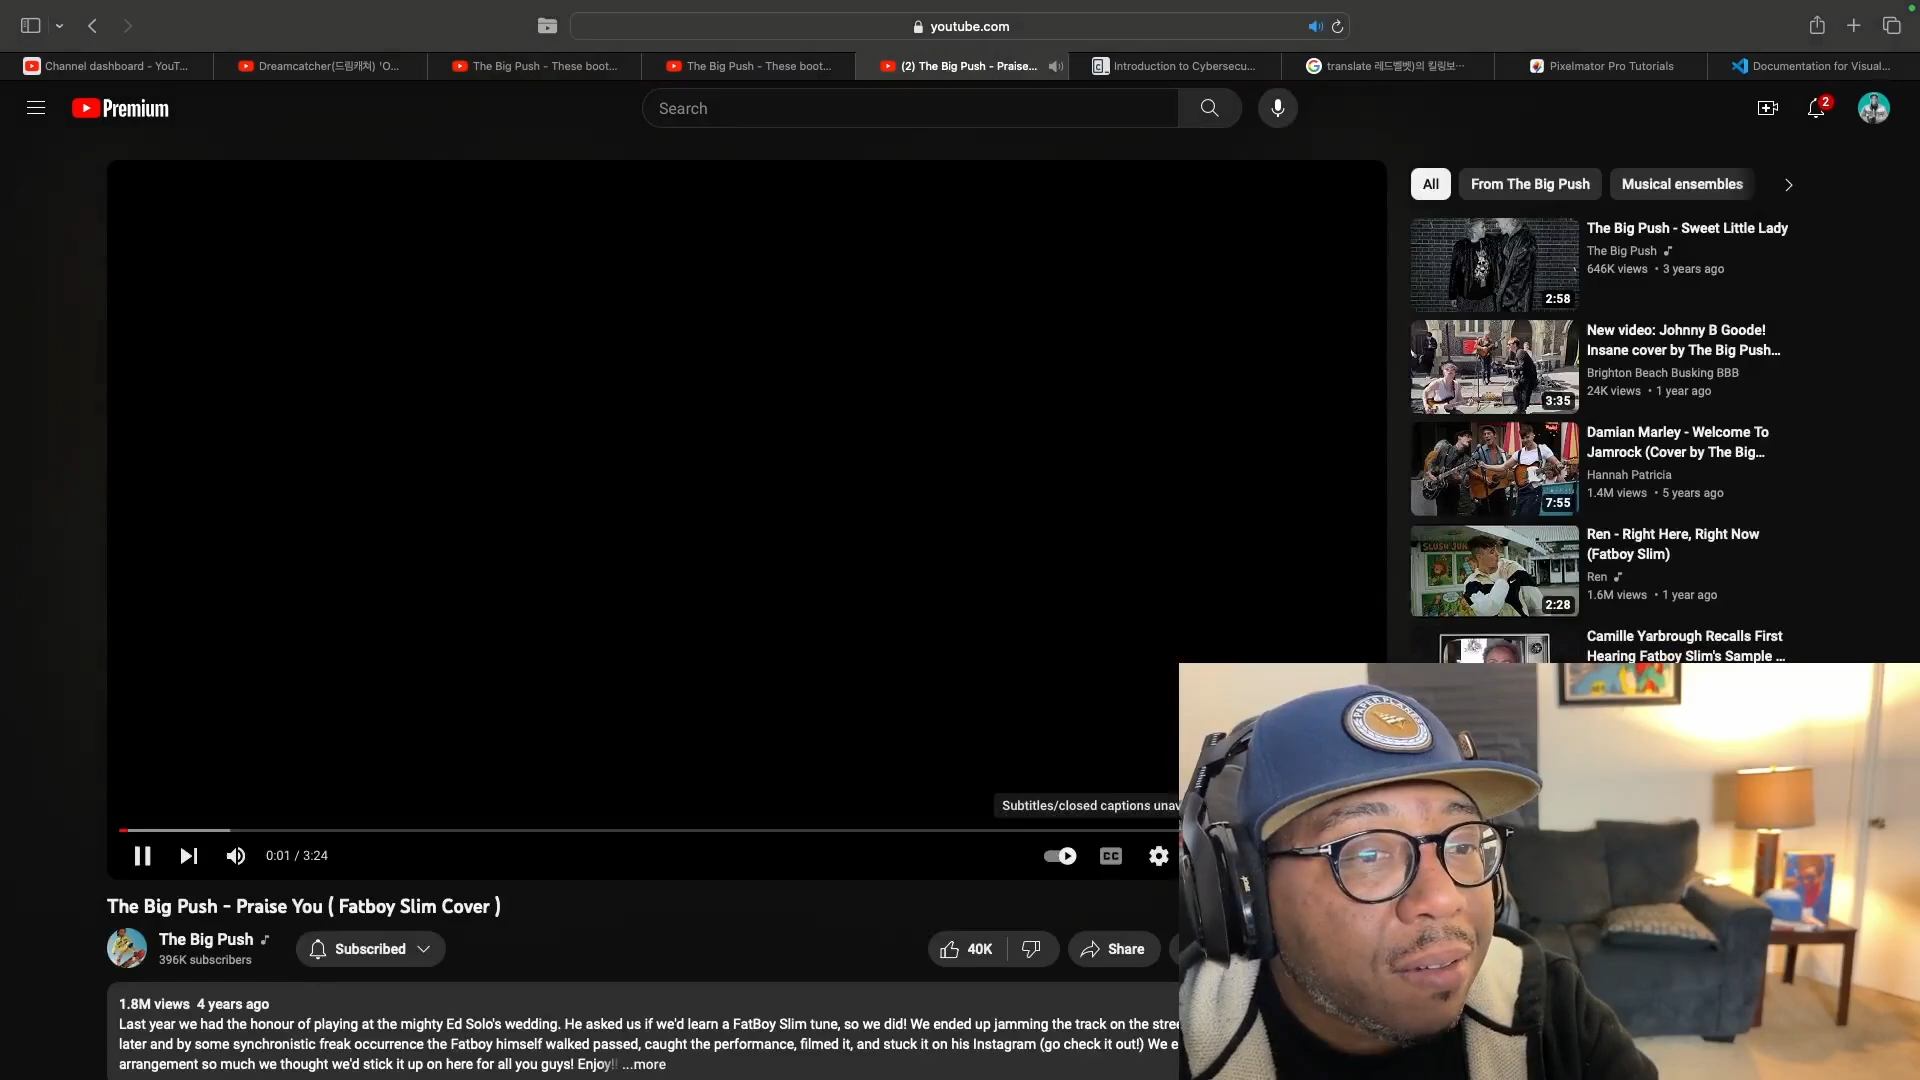 youtube.com
Channel dashboard - YouT...
Dreamcatcher(드림캐쳐) 'O...
The Big Push - These boot...
The Big Push - These boot...
(2) The Big Push - Praise...
Introduction to Cybersecu...
translate 레드벨벳)의 킬링보...
Pixelmator Pro Tutorials
Documentation for Visual...
Premium
Search
2
All
From The Big Push
Musical ensembles
The Big Push - Sweet Little Lady
The Big Push
646K views • 3 years ago
2:58
New video: Johnny B Goode!
Insane cover by The Big Push...
Brighton Beach Busking BBB
24K views • 1 year ago
3:35
Damian Marley - Welcome To
Jamrock (Cover by The Big...
Hannah Patricia
1.4M views • 5 years ago
7:55
Ren - Right Here, Right Now
(Fatboy Slim)
Ren
1.6M views • 1 year ago
2:28
Camille Yarbrough Recalls First
Hearing Fatboy Slim's Sample ...
Subtitles/closed captions unav
0:01 / 3:24
CC
The Big Push - Praise You ( Fatboy Slim Cover )
The Big Push
396K subscribers
Subscribed
40K
Share
1.8M views 4 years ago
Last year we had the honour of playing at the mighty Ed Solo's wedding. He asked us if we'd learn a FatBoy Slim tune, so we did! We ended up jamming the track on the stree
later and by some synchronistic freak occurrence the Fatboy himself walked passed, caught the performance, filmed it, and stuck it on his Instagram (go check it out!) We e
arrangement so much we thought we'd stick it up on here for all you guys! Enjoy!! ...more
PAPER PLANES